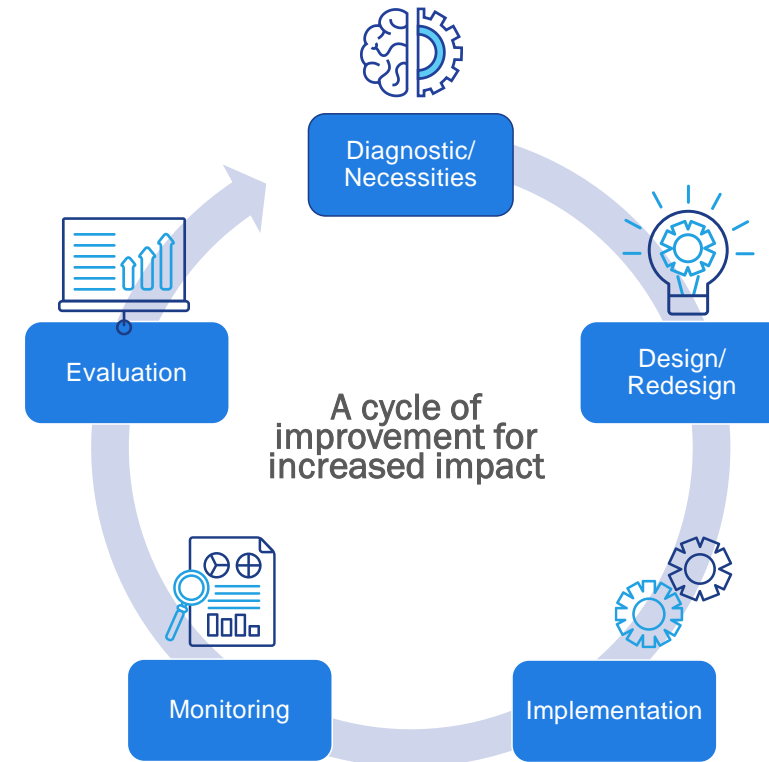 Diagnostic/
Necessities
Design/
Redesign
Implementation
Monitoring
Evaluation
A cycle of
improvement for
increased impact